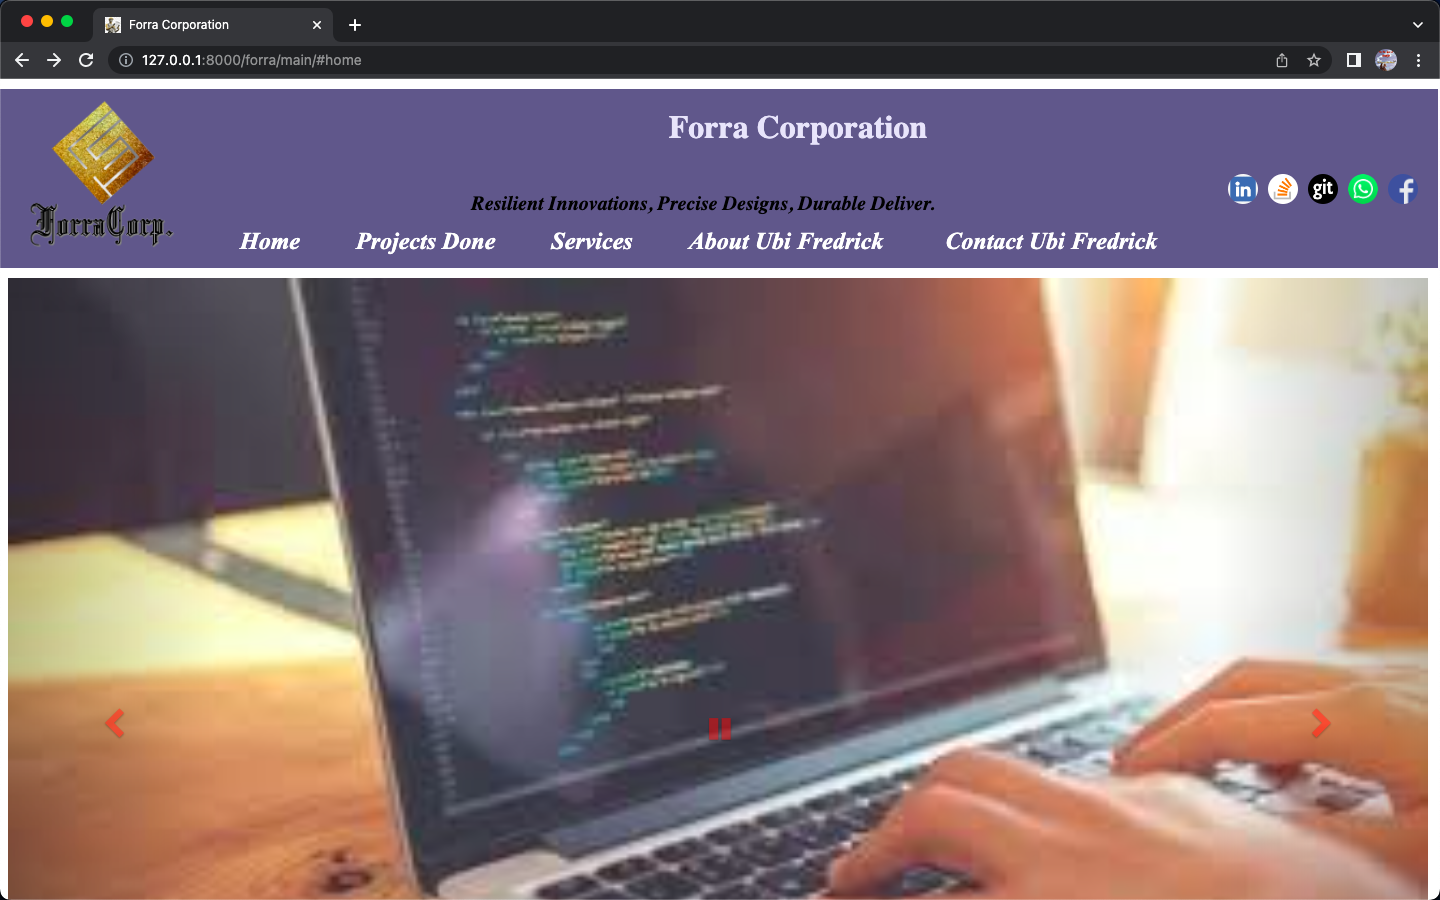 Forra Corporation
127.0.0.1:8000/forra/main/#home
Forra Corporation
ForraCorp.
Resilient Innovations, Precise Designs, Durable Deliver.
in
git
Home Projects Done Services About Ubi Fredrick Contact Ubi Fredrick